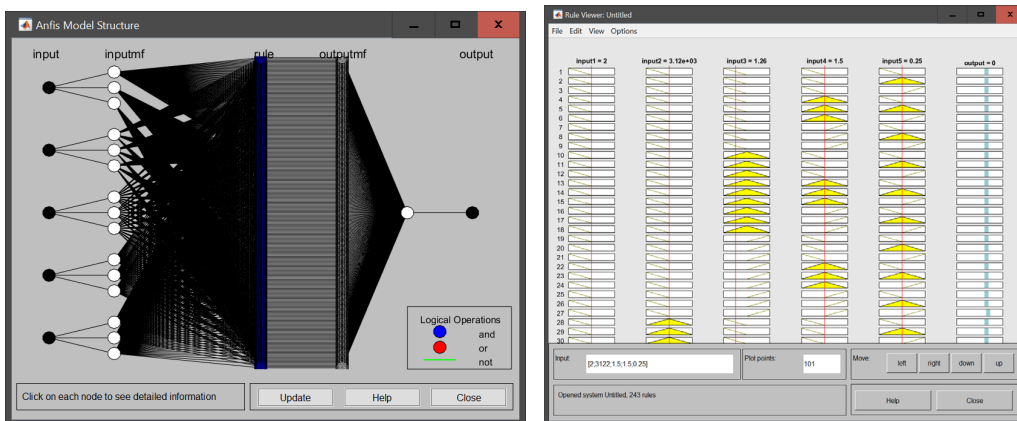 Anfis Model Structure
input inputmf rule outputmf output
Logical Operations
and
or
not
Click on each node to see detailed information
Update Help Close
Rule Viewer: Untitled
File Edit View Options
input1 = 2 input2 = 3.12e+03 input3 = 1.26 input4 = 1.5 input5 = 0.25 output = 0
1
2
3
4
5
6
7
8
9
10
11
12
13
14
15
16
17
18
19
20
21
22
23
24
25
26
27
28
29
30
Input: [2;3122;1.5;1.5;0.25] Plot points: 101 Move: left right down up
Opened system Untitled, 243 rules
Help Close